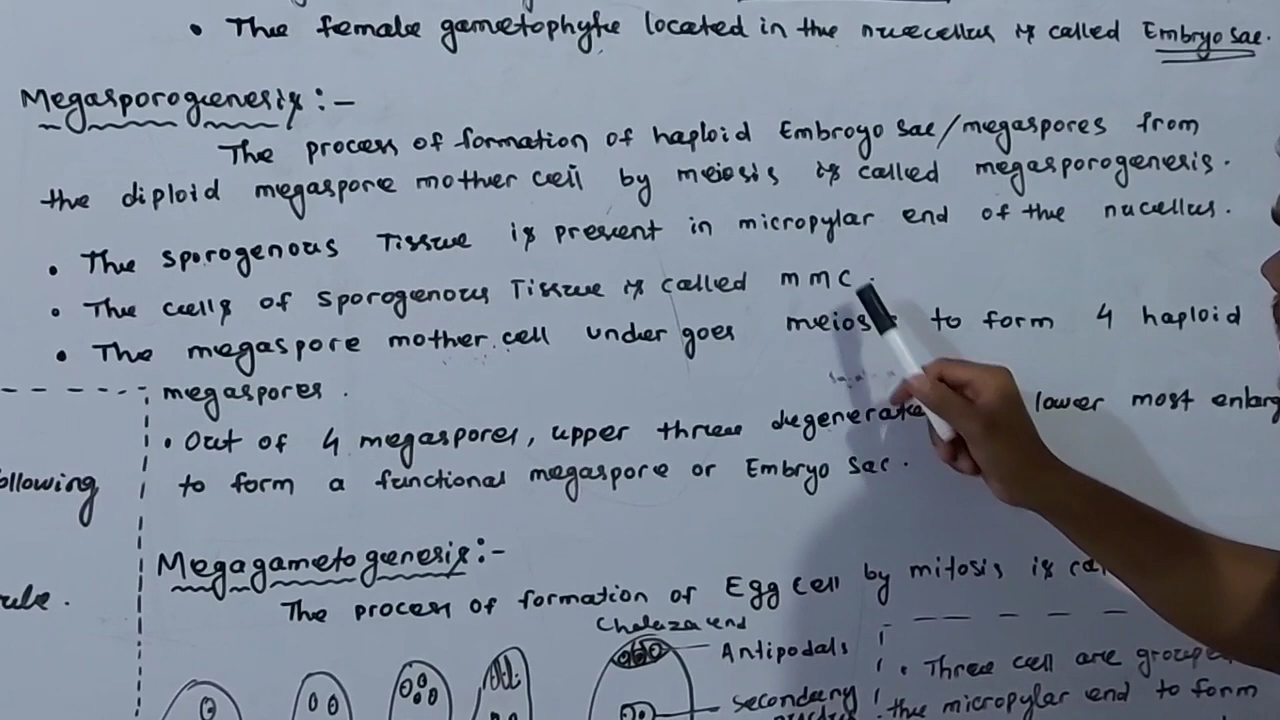 • The female gametophyte located in the nucellus is called Embryo sac.
Megasporogenesis:-
The process of formation of haploid Embroyo sac/megaspores from
the diploid megaspore mother cell by meiosis is called megasporogenesis.
• The sporogenous Tissue is present in micropylar end of the nucellus.
• The cells of sporogenous Tissue is called mmc.
• The megaspore mother cell under goes meiosis to form 4 haploid
megaspores.
• Out of 4 megaspores, upper three degenerate lower most enlarg
to form a functional megaspore or Embryo sac.
ollowing
Megagametogenesis:-
The process of formation of Egg cell by mitosis is ca
ule.
Chalaza end
Antipodals
secondary
• Three cell are groupe
the micropylar end to form